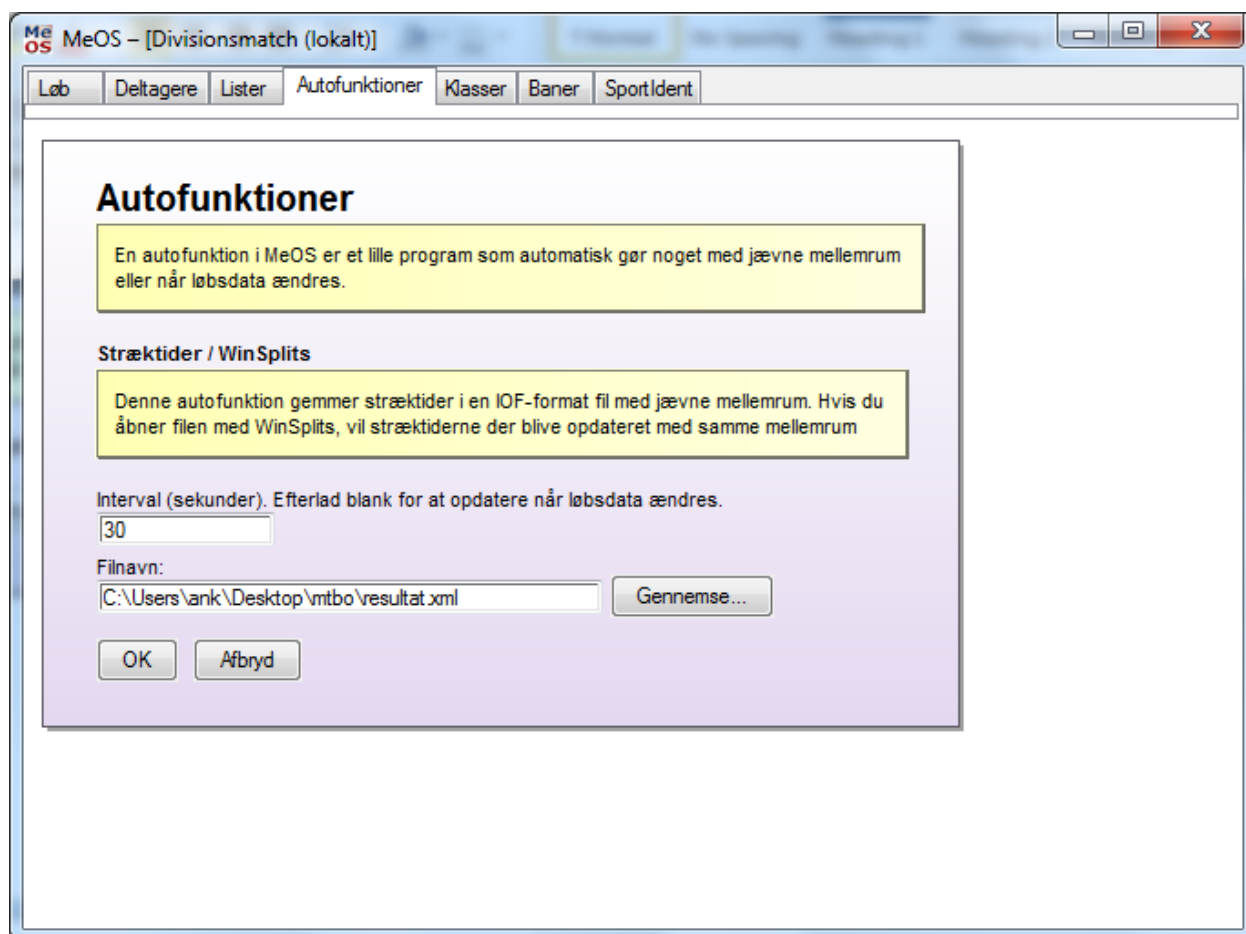 MeOS MeOS – [Divisionsmatch (lokalt)]
Løb Deltagere Lister Autofunktioner Klasser Baner SportIdent
Autofunktioner
En autofunktion i MeOS er et lille program som automatisk gør noget med jævne mellemrum
eller når løbsdata ændres.
Stræktider / WinSplits
Denne autofunktion gemmer stræktider i en IOF-format fil med jævne mellemrum. Hvis du
åbner filen med WinSplits, vil stræktiderne der blive opdateret med samme mellemrum
Interval (sekunder). Efterlad blank for at opdatere når løbsdata ændres.
30
Filnavn:
C:\Users\ank\Desktop\mtbo\resultat.xml Gennemse...
OK Afbryd